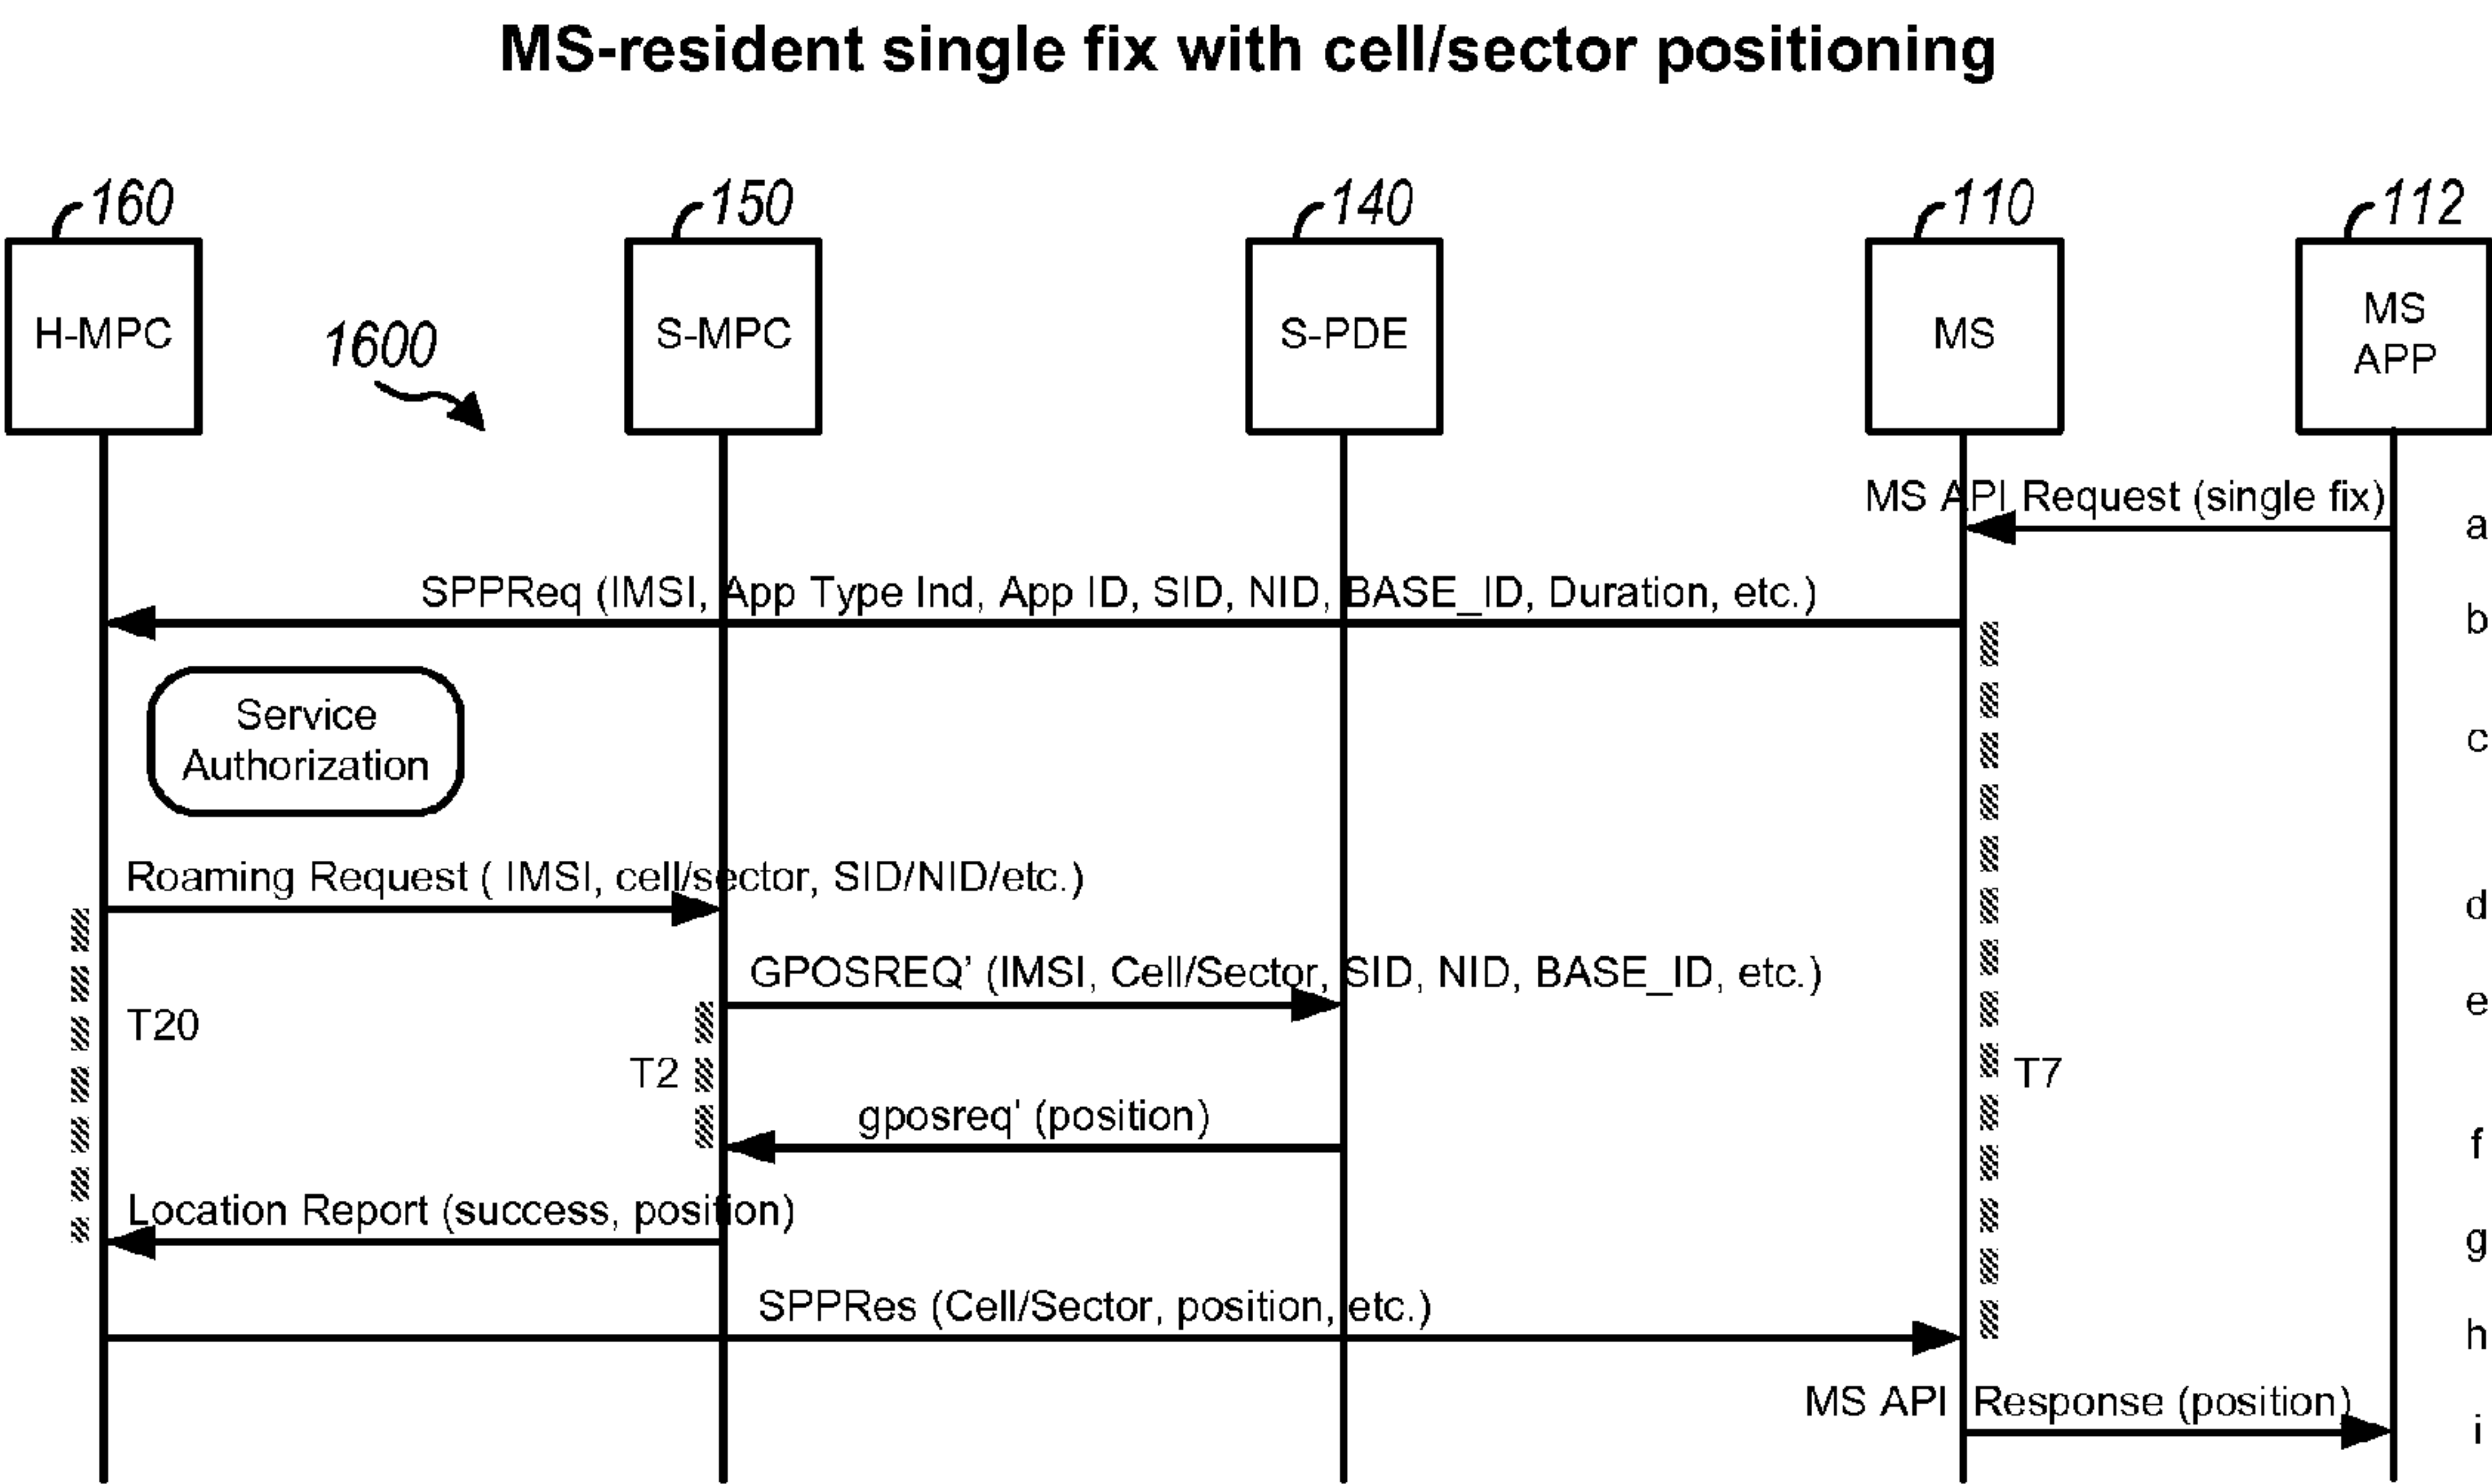 MS-resident single fix with cell/sector positioning
160
150
140
110
112
H-MPC
1600
S-MPC
S-PDE
MS
MS
APP
MS API Request (single fix)
a
SPPReq (IMSI, App Type Ind, App ID, SID, NID, BASE_ID, Duration, etc.)
b
Service
Authorization
c
Roaming Request ( IMSI, cell/sector, SID/NID/etc.)
d
GPOSREQ’ (IMSI, Cell/Sector, SID, NID, BASE_ID, etc.)
e
T20
T2
T7
gposreq' (position)
f
Location Report (success, position)
g
SPPRes (Cell/Sector, position, etc.)
h
MS API Response (position)
i